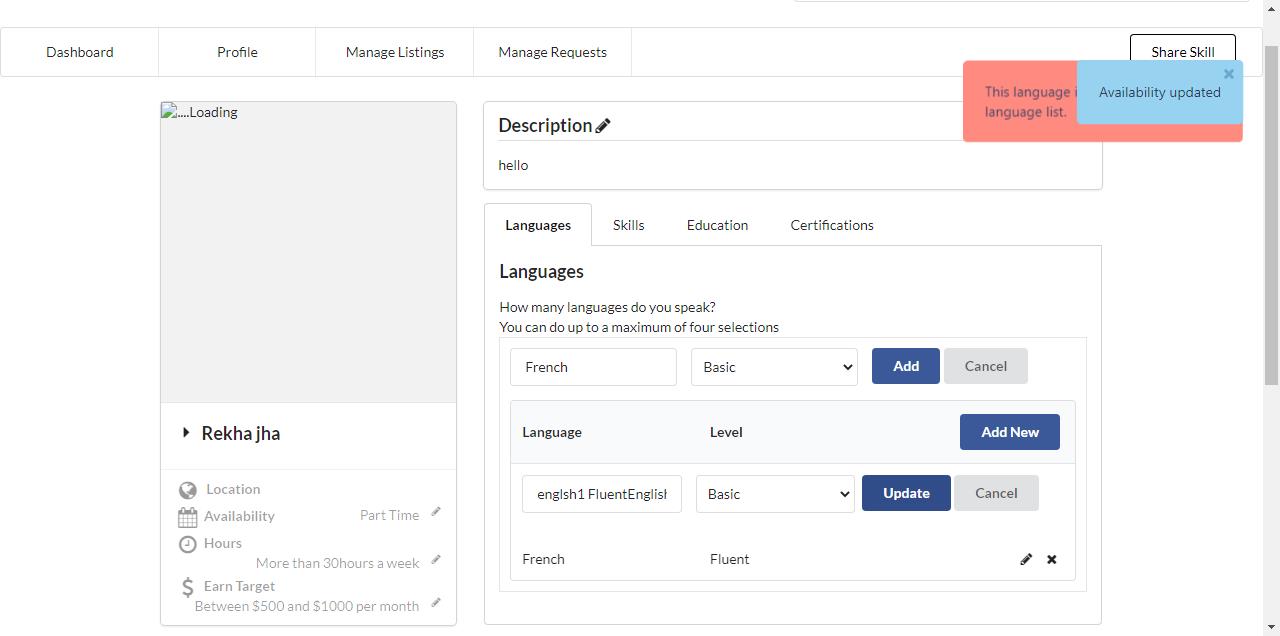 Dashboard
Profile
Manage Listings
Manage Requests
Share Skill
This language
language list.
Availability updated
....Loading
Description
hello
Languages
Skills
Education
Certifications
Languages
How many languages do you speak?
You can do up to a maximum of four selections
French
Basic
Add
Cancel
Language
Level
Add New
englsh1 FluentEnglish
Basic
Update
Cancel
French
Fluent
Rekha jha
Location
Availability
Part Time
Hours
More than 30hours a week
Earn Target
Between $500 and $1000 per month